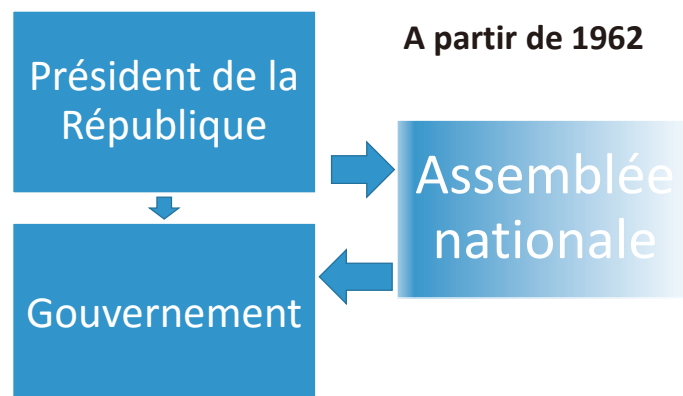 A partir de 1962
Président de la
République
Assemblée
nationale
Gouvernement